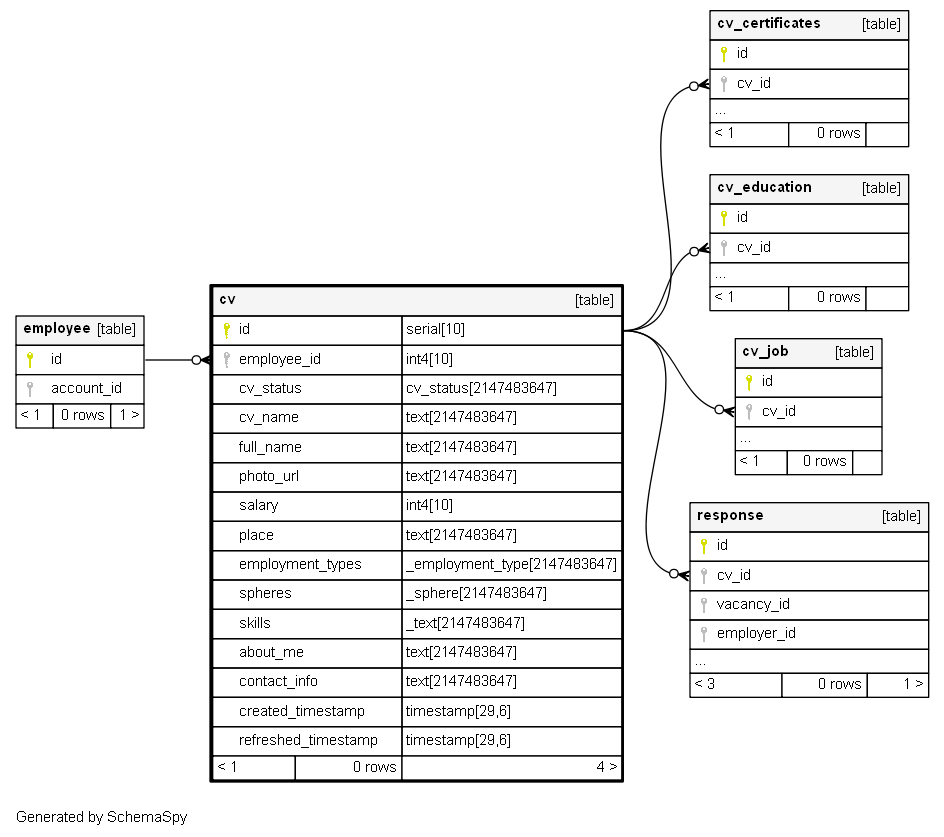 cv_certificates [table]
id
cv_id
...
< 1 0 rows
cv_education [table]
id
cv_id
...
< 1 0 rows
employee [table]
id
account_id
< 1 0 rows 1 >
cv [table]
id serial[10]
employee_id int4[10]
cv_status cv_status[2147483647]
cv_name text[2147483647]
full_name text[2147483647]
photo_url text[2147483647]
salary int4[10]
place text[2147483647]
employment_types _employment_type[2147483647]
spheres _sphere[2147483647]
skills _text[2147483647]
about_me text[2147483647]
contact_info text[2147483647]
created_timestamp timestamp[29,6]
refreshed_timestamp timestamp[29,6]
< 1 0 rows 4 >
cv_job [table]
id
cv_id
...
< 1 0 rows
response [table]
id
cv_id
vacancy_id
employer_id
...
< 3 0 rows 1 >
Generated by SchemaSpy